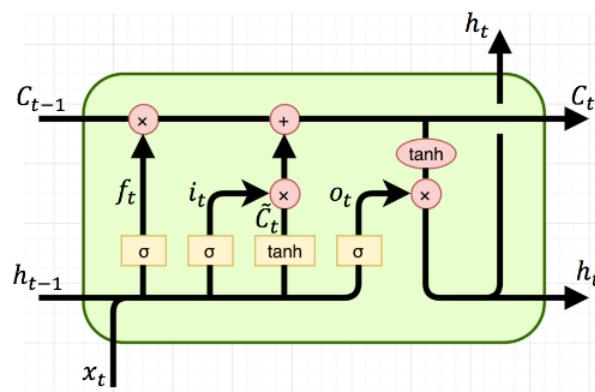 h_t
C_{t-1}
C_t
×
+
tanh
f_t
i_t
×
o_t
×
C̃_t
σ
σ
tanh
σ
h_{t-1}
h_t
x_t